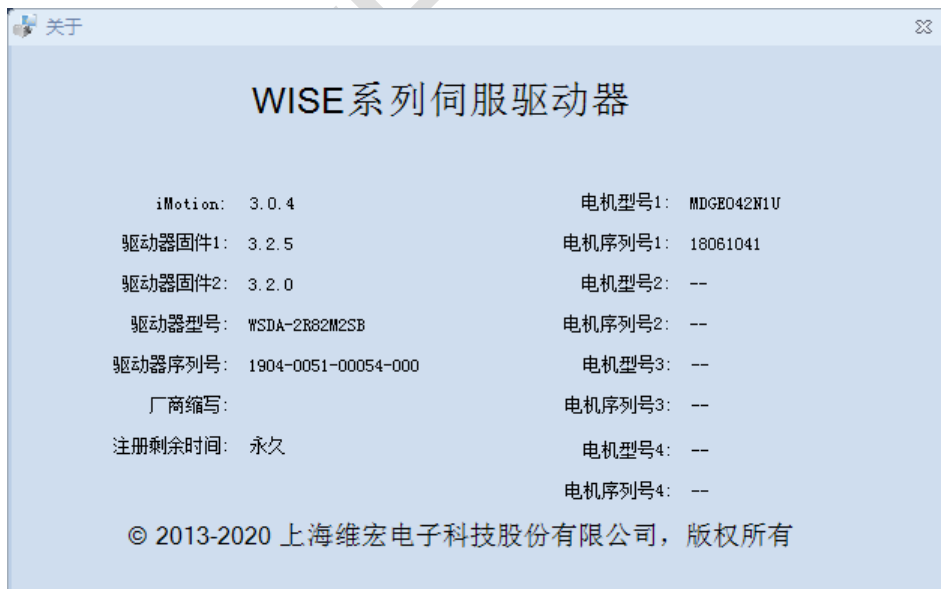 关于
WISE系列伺服驱动器
iMotion: 3.0.4
电机型号1: MDGE042N1U
驱动器固件1: 3.2.5
电机序列号1: 18061041
驱动器固件2: 3.2.0
电机型号2: --
驱动器型号: WSDA-2R82M2SB
电机序列号2: --
驱动器序列号: 1904-0051-00054-000
电机型号3: --
厂商缩写:
电机序列号3: --
注册剩余时间: 永久
电机型号4: --
电机序列号4: --
© 2013-2020 上海维宏电子科技股份有限公司，版权所有